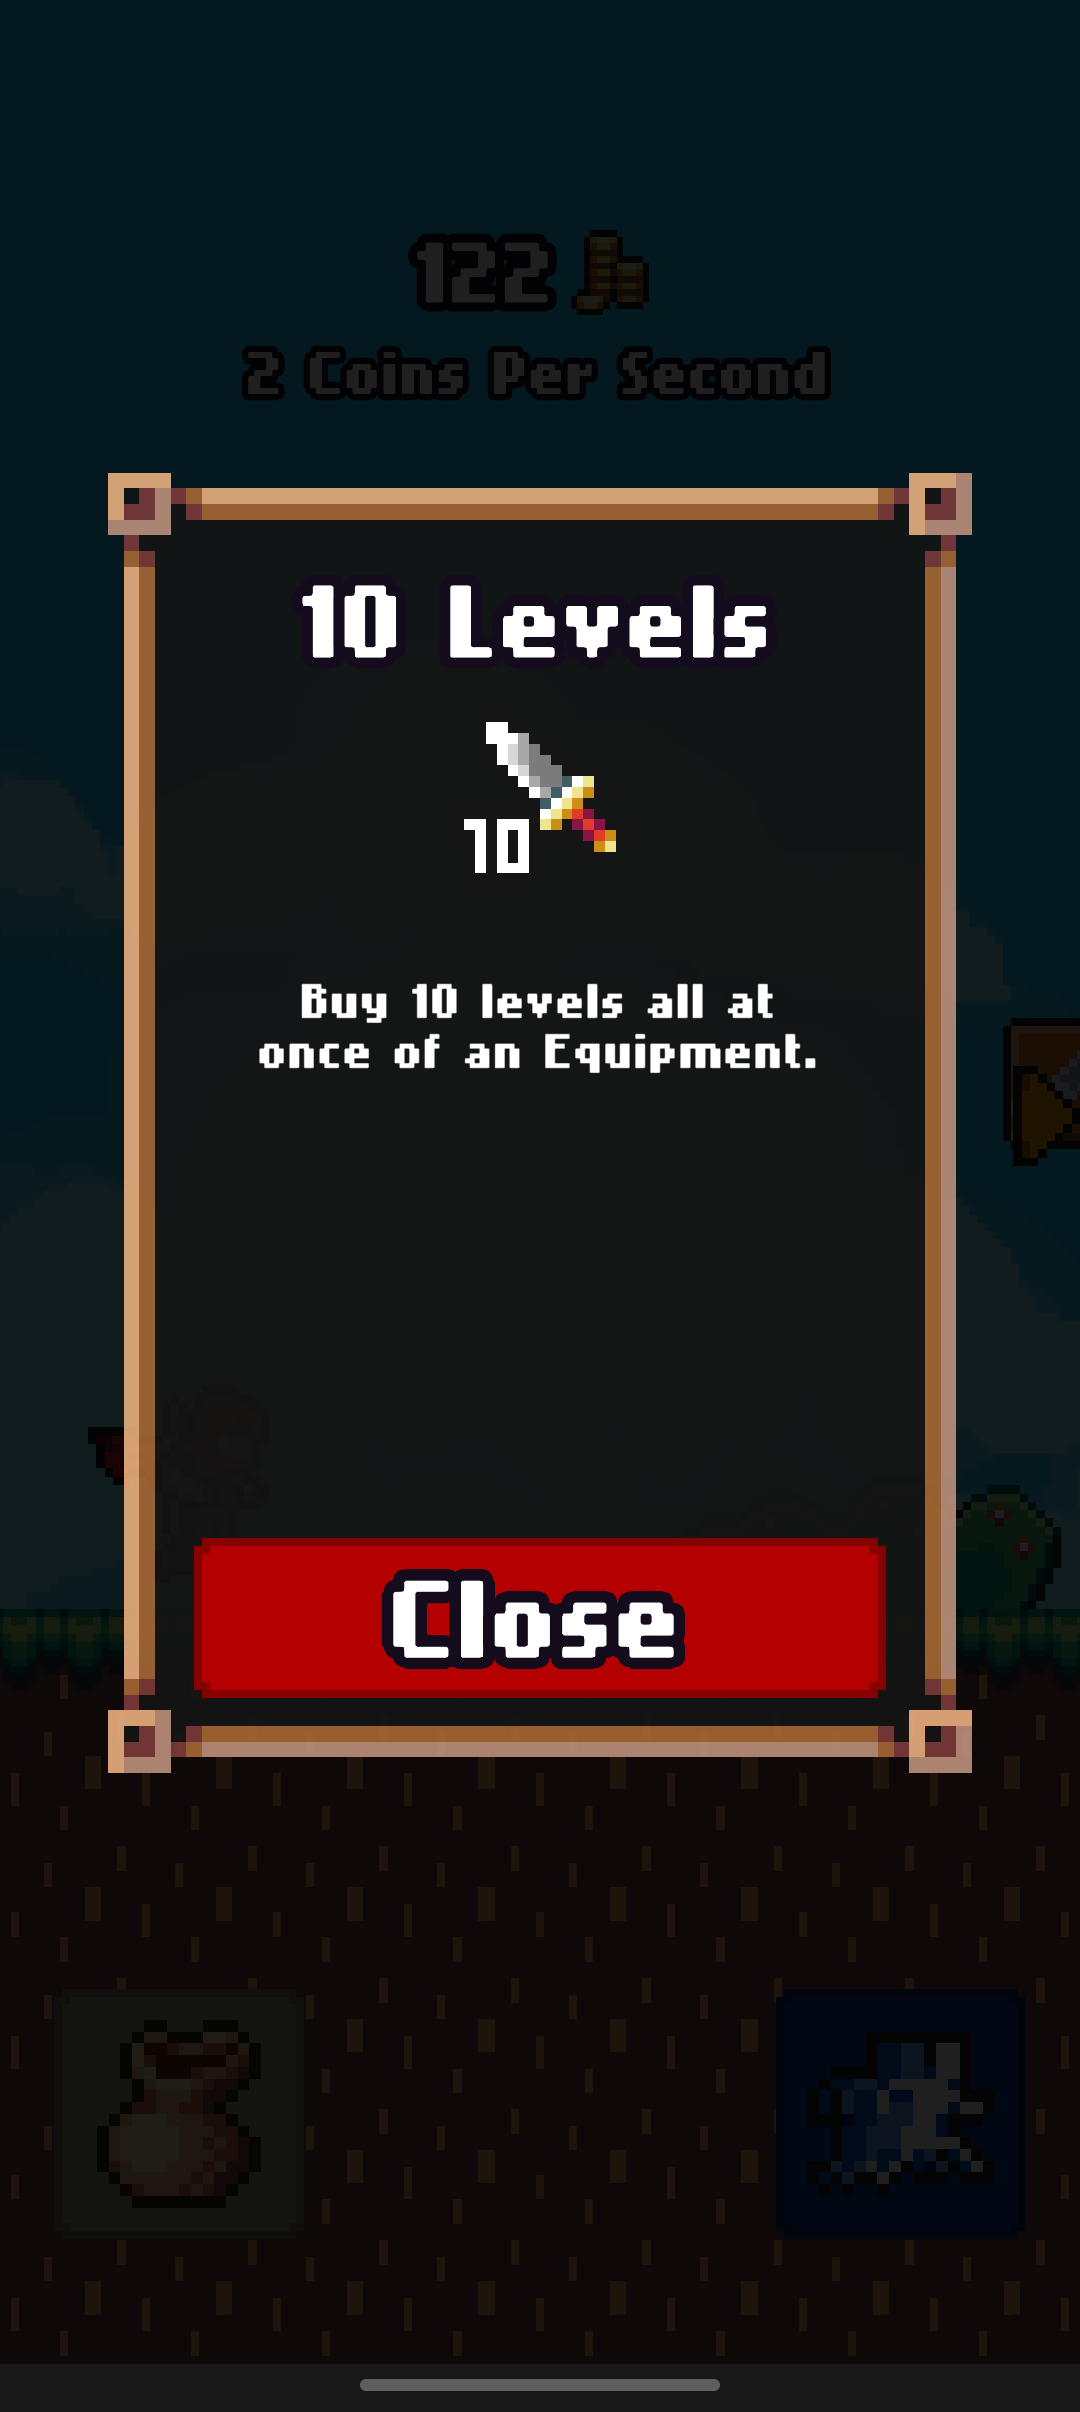 122
2 Coins Per Second
10 Levels
10
Buy 10 levels all at
once of an Equipment.
Close